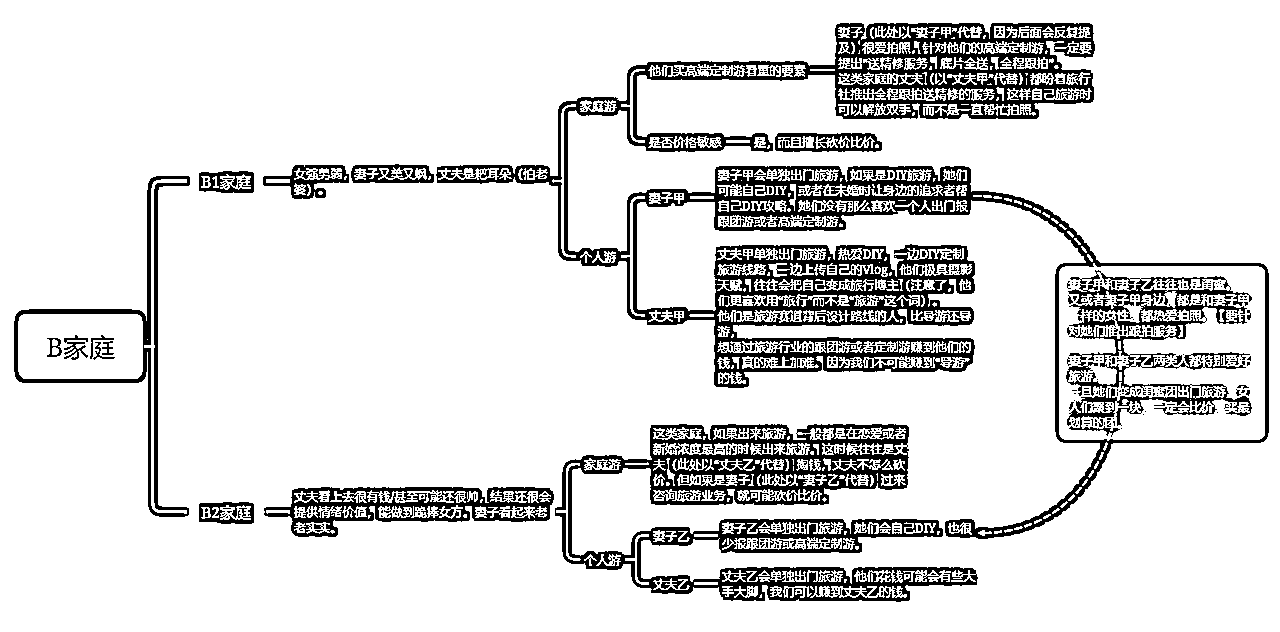 B家庭
B1家庭
女强男弱，妻子又美又飒，丈夫是耙耳朵（怕老
婆）。
家庭游
他们买高端定制游看重的要素
妻子（此处以“妻子甲”代替，因为后面会反复提
及）很爱拍照，针对他们的高端定制游，一定要
提出“送精修服务，底片全送，全程跟拍”。
这类家庭的丈夫（以“丈夫甲”代替）都盼着旅行
社推出全程跟拍送精修的服务，这样自己旅游时
可以解放双手，而不是一直帮忙拍照。
是否价格敏感
是，而且擅长砍价比价。
个人游
妻子甲
妻子甲会单独出门旅游，如果是DIY旅游，她们
可能自己DIY，或者在未婚时让身边的追求者帮
自己DIY攻略。她们没有那么喜欢一个人出门报
跟团游或者高端定制游。
丈夫甲
丈夫甲单独出门旅游，热爱DIY，一边DIY定制
旅游线路，一边上传自己的Vlog，他们极具摄影
天赋，往往会把自己变成旅行博主（注意了，他
们更喜欢用“旅行”而不是“旅游”这个词）。
他们是旅游赛道背后设计路线的人，比导游还导
游，
想通过旅游行业的跟团游或者定制游赚到他们的
钱，真的难上加难。因为我们不可能赚到“导游”
的钱。
B2家庭
丈夫看上去很有钱/甚至可能还很帅，结果还很会
提供情绪价值，能做到跪捧女方。妻子看起来老
老实实。
家庭游
这类家庭，如果出来旅游，一般都是在恋爱或者
新婚浓度最高的时候出来旅游。这时候往往是丈
夫（此处以“丈夫乙”代替）掏钱，丈夫不怎么砍
价。但如果是妻子（此处以“妻子乙”代替）过来
咨询旅游业务，就可能砍价比价。
个人游
妻子乙
妻子乙会单独出门旅游，她们会自己DIY，也很
少报跟团游或高端定制游。
丈夫乙
丈夫乙会单独出门旅游，他们花钱可能会有些大
手大脚，我们可以赚到丈夫乙的钱。
妻子甲和妻子乙往往也是闺蜜，
又或者妻子甲身边，都是和妻子甲
一样的女性，都热爱拍照。【要针
对她们推出跟拍服务】
妻子甲和妻子乙两类人都特别爱好
旅游。
一旦她们变成闺蜜团出门旅游，女
人们聚到一块，一定会比价，买最
划算的团。